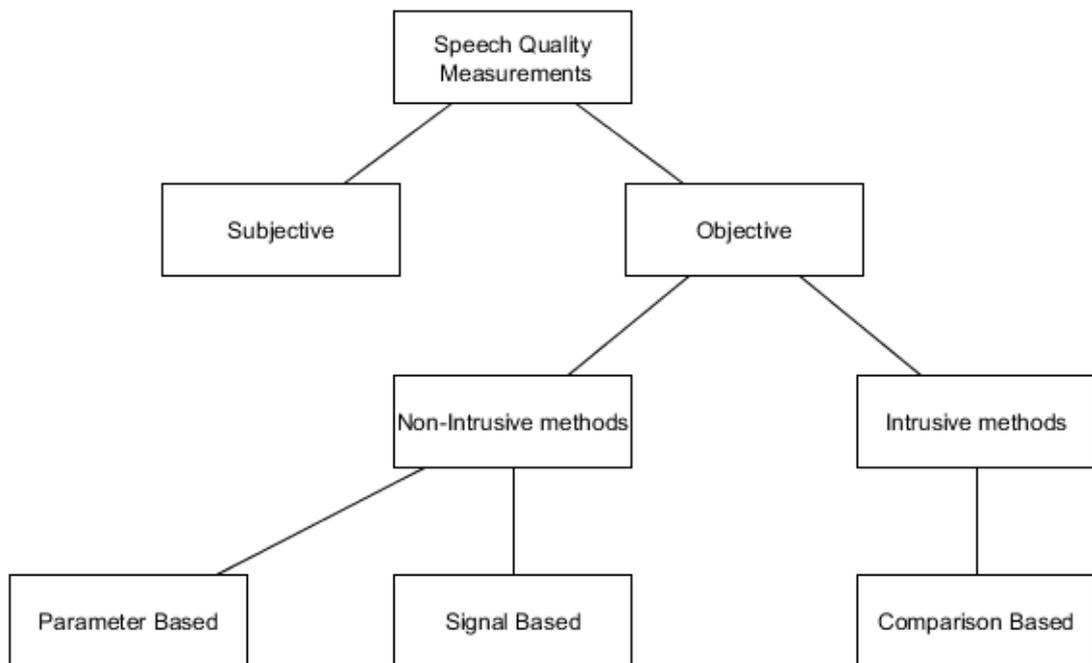 Speech Quality
Measurements
Subjective
Objective
Non-Intrusive methods
Intrusive methods
Parameter Based
Signal Based
Comparison Based